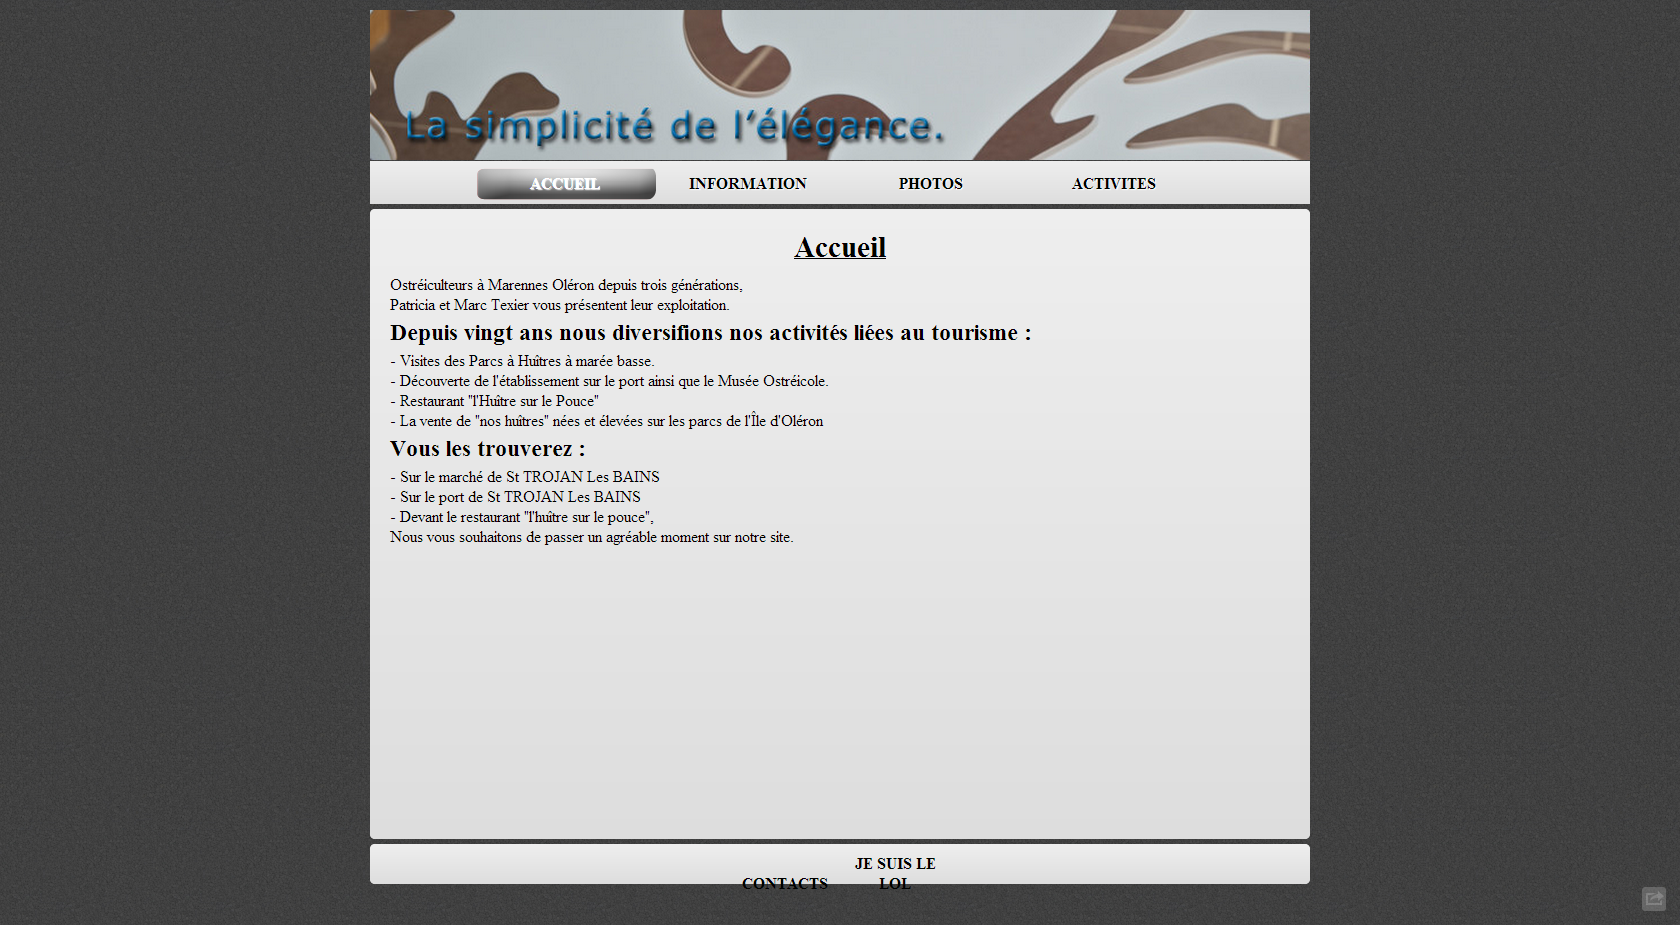 La simplicité de l'élégance.
ACCUEIL INFORMATION PHOTOS ACTIVITES
Accueil
Ostréiculteurs à Marennes Oléron depuis trois générations,
Patricia et Marc Texier vous présentent leur exploitation.
Depuis vingt ans nous diversifions nos activités liées au tourisme :
- Visites des Parcs à Huîtres à marée basse.
- Découverte de l'établissement sur le port ainsi que le Musée Ostréicole.
- Restaurant "l'Huître sur le Pouce"
- La vente de "nos huîtres" nées et élevées sur les parcs de l'Île d'Oléron
Vous les trouverez :
- Sur le marché de St TROJAN Les BAINS
- Sur le port de St TROJAN Les BAINS
- Devant le restaurant "l'huître sur le pouce",
Nous vous souhaitons de passer un agréable moment sur notre site.
JE SUIS LE
CONTACTS LOL